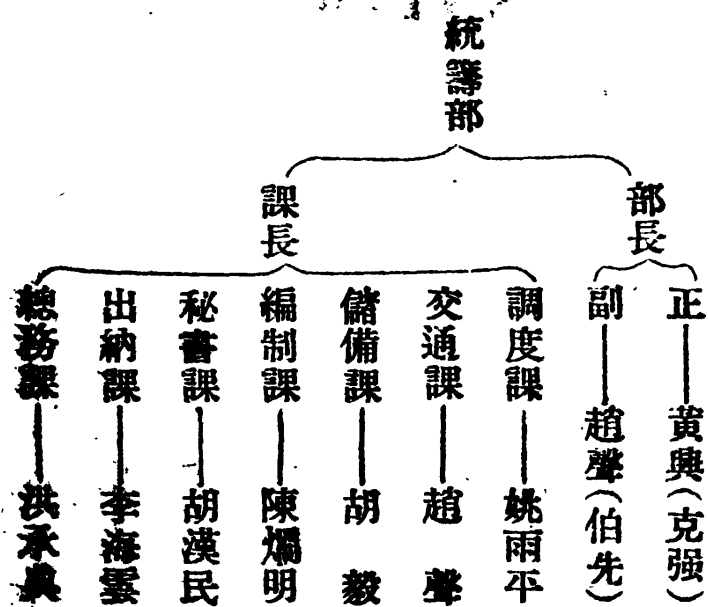 統籌部
部長
正
黃興(克强)
副
趙聲(伯先)
課長
調度課
姚雨平
交通課
趙聲
儲備課
胡毅
編制課
陳爓明
秘書課
胡漢民
出納課
李海雲
總務課
洪承典